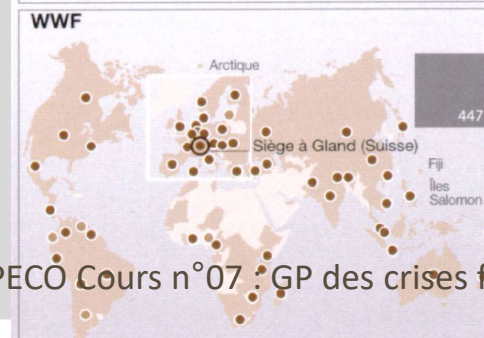 WWF
Arctique
447
Siège à Gland (Suisse)
Fiji
Îles
Salomon
PECO Cours n°07 : GP des crises f